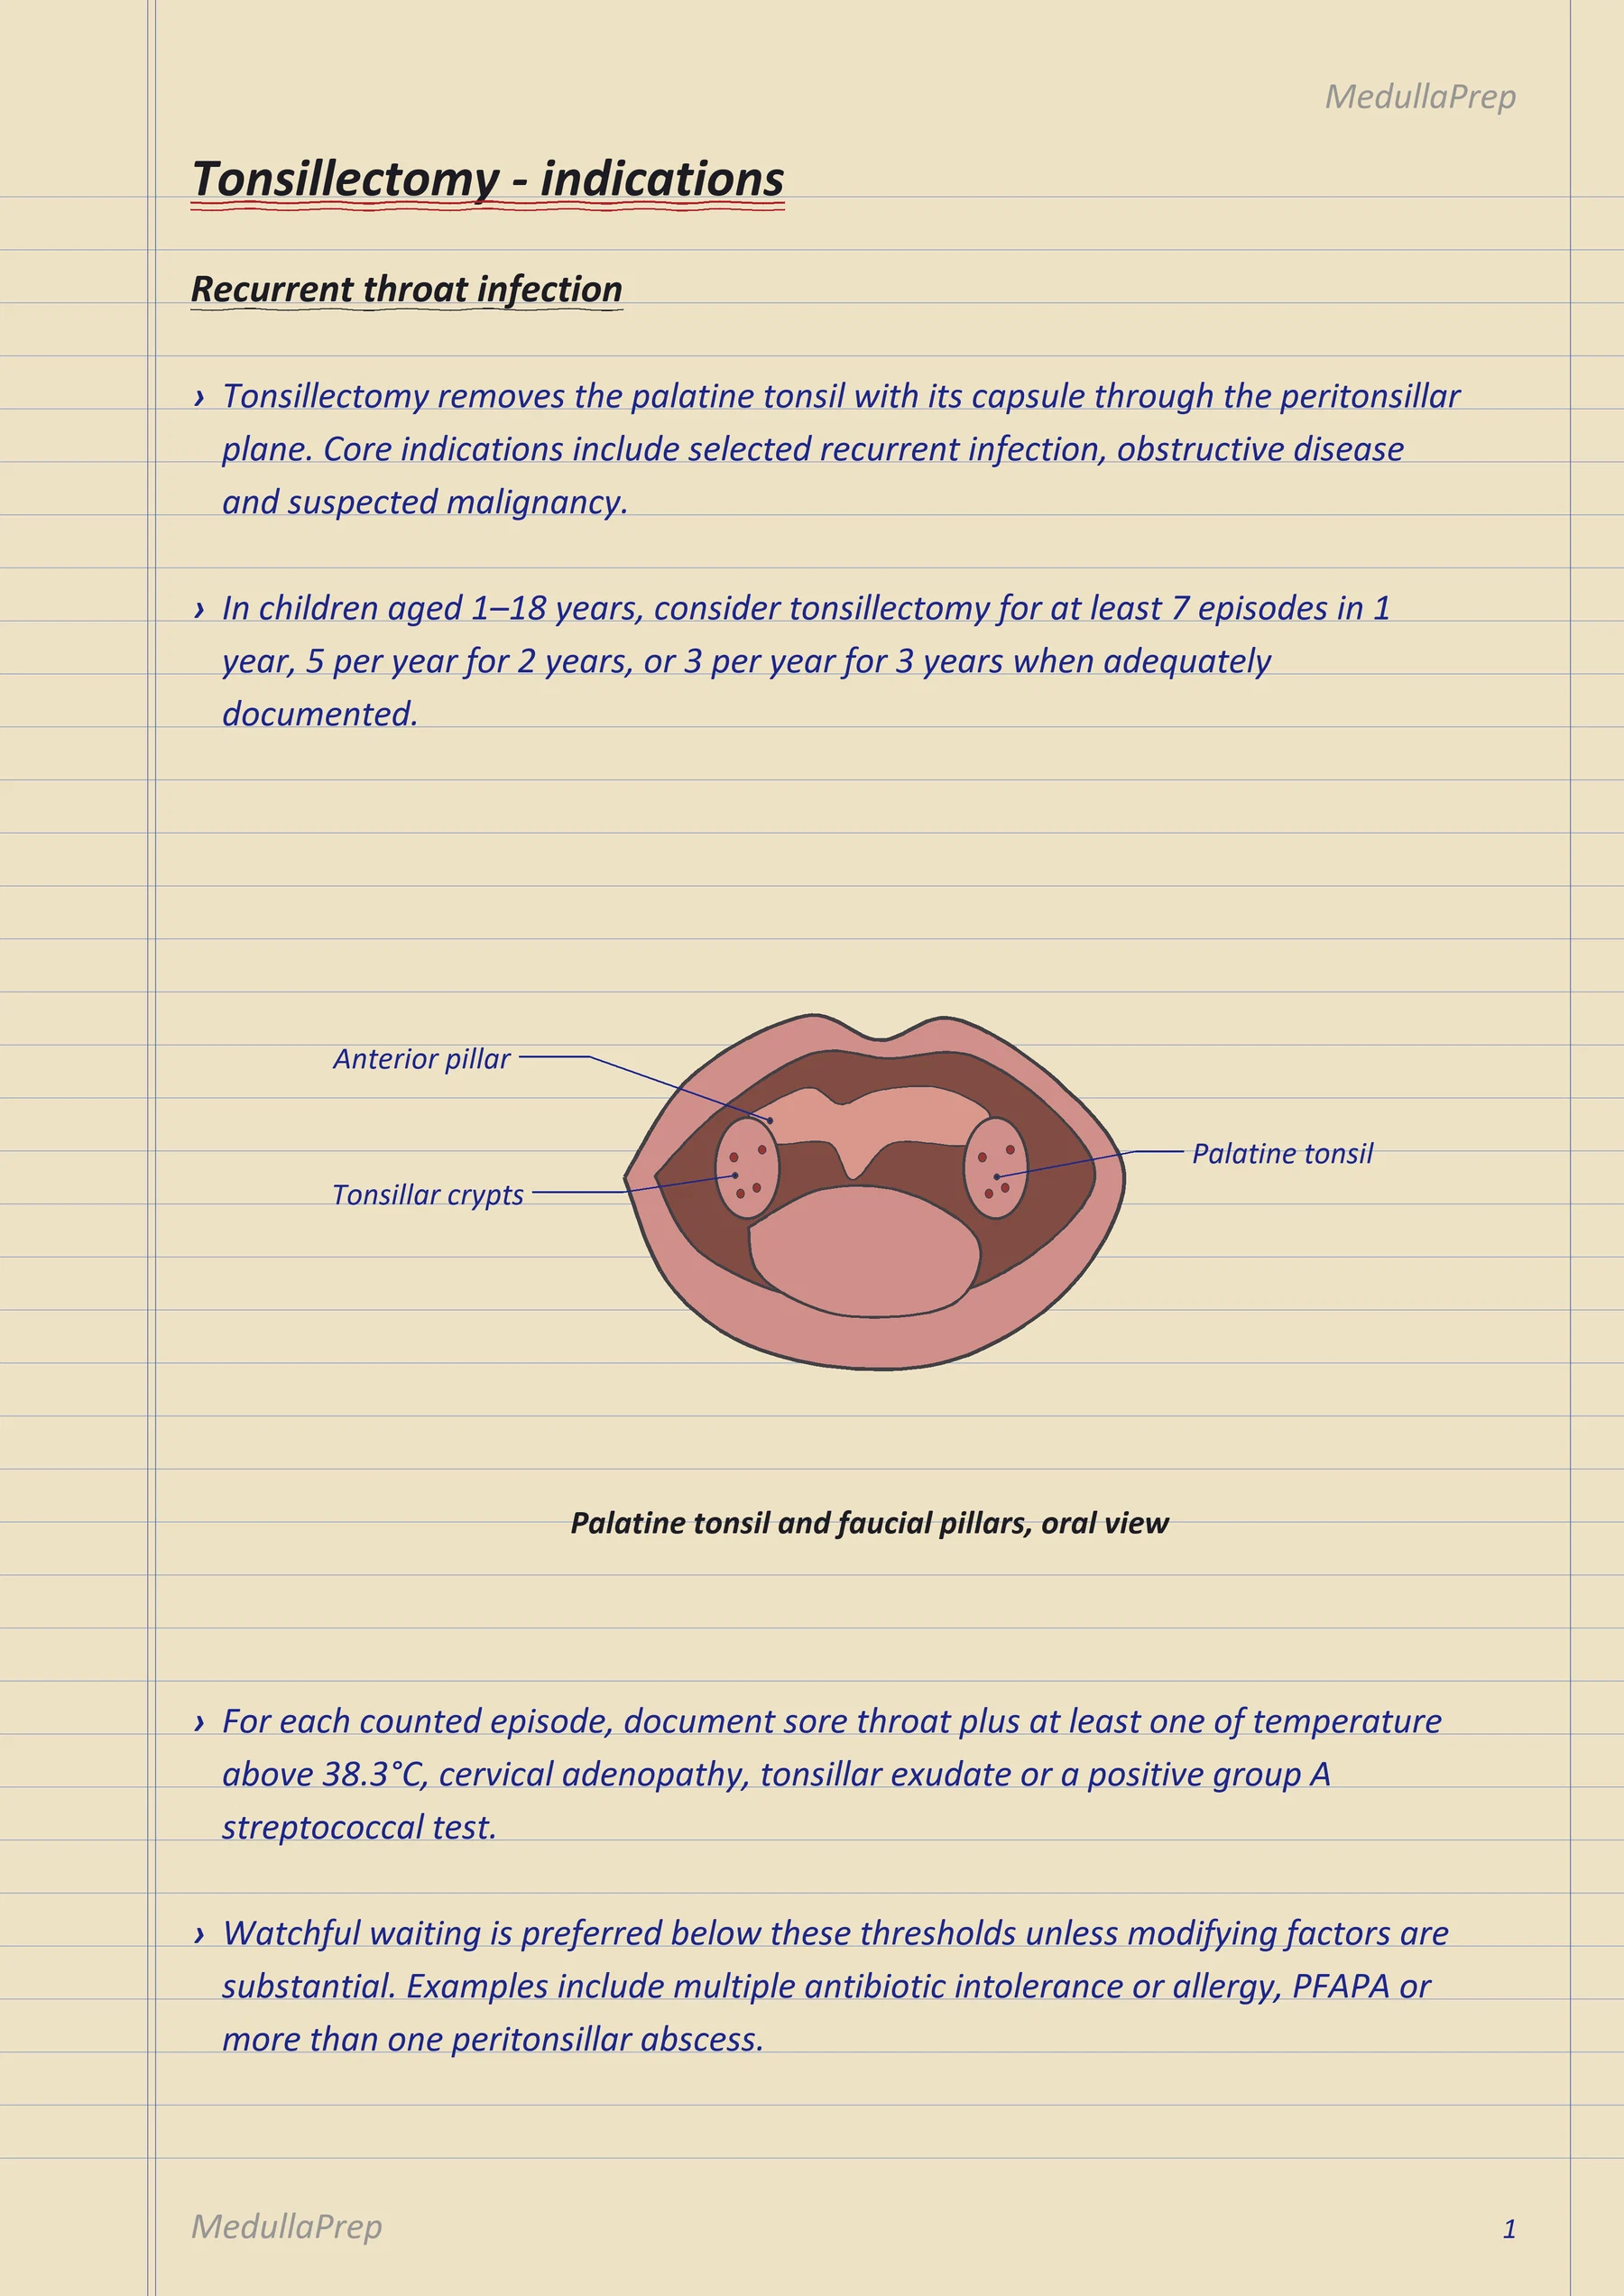 MedullaPrep
Tonsillectomy - indications
Recurrent throat infection
› Tonsillectomy removes the palatine tonsil with its capsule through the peritonsillar
plane. Core indications include selected recurrent infection, obstructive disease
and suspected malignancy.
› In children aged 1–18 years, consider tonsillectomy for at least 7 episodes in 1
year, 5 per year for 2 years, or 3 per year for 3 years when adequately
documented.
Anterior pillar
Palatine tonsil
Tonsillar crypts
Palatine tonsil and faucial pillars, oral view
› For each counted episode, document sore throat plus at least one of temperature
above 38.3°C, cervical adenopathy, tonsillar exudate or a positive group A
streptococcal test.
› Watchful waiting is preferred below these thresholds unless modifying factors are
substantial. Examples include multiple antibiotic intolerance or allergy, PFAPA or
more than one peritonsillar abscess.
MedullaPrep
1